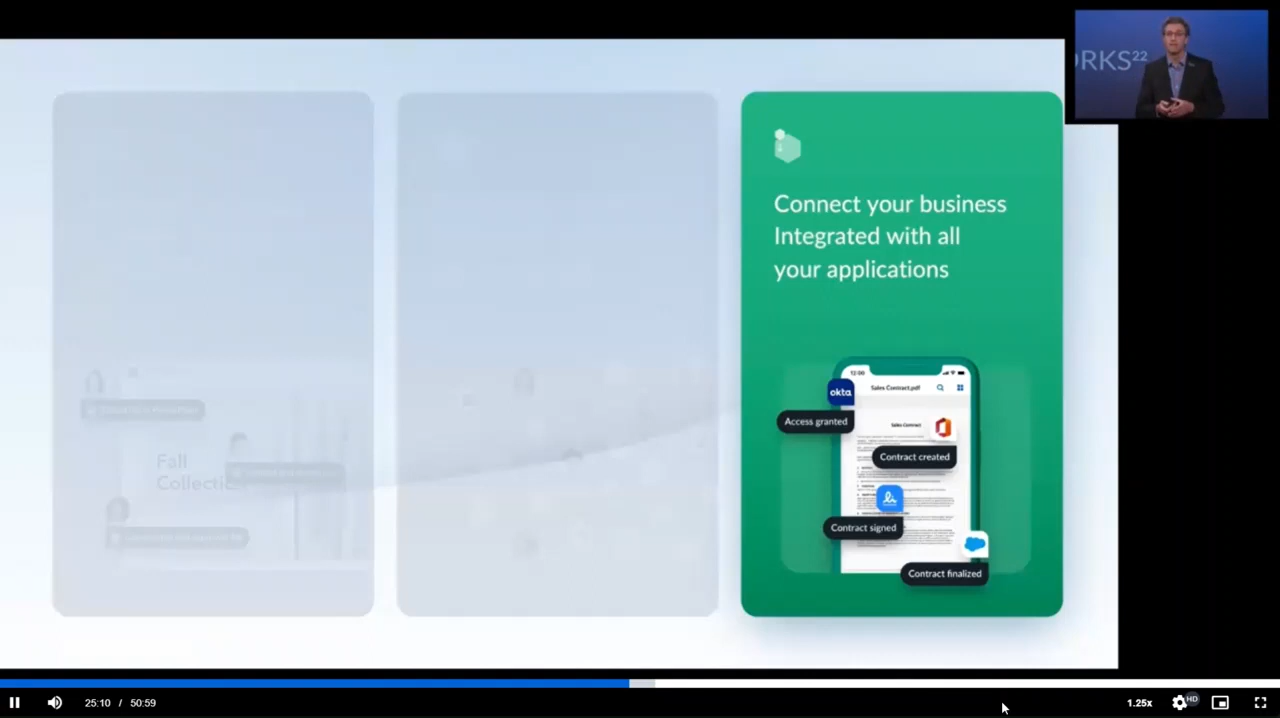 RKS²²
Connect your business
Integrated with all
your applications
12:00
Sales Contract.pdf
okta
Sales Contract
Access granted
Contract created
Contract signed
Contract finalized
Fall
Collection
25:10 / 50:59
1.25x
HD